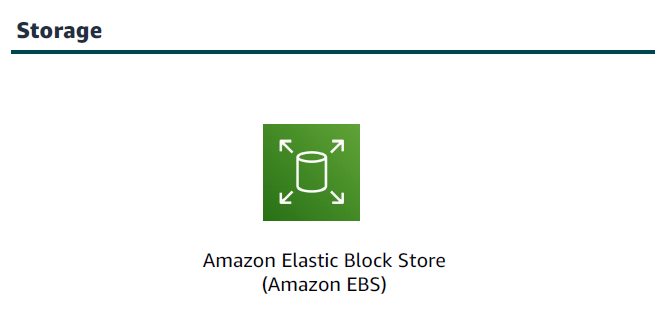 Storage
Amazon Elastic Block Store
(Amazon EBS)